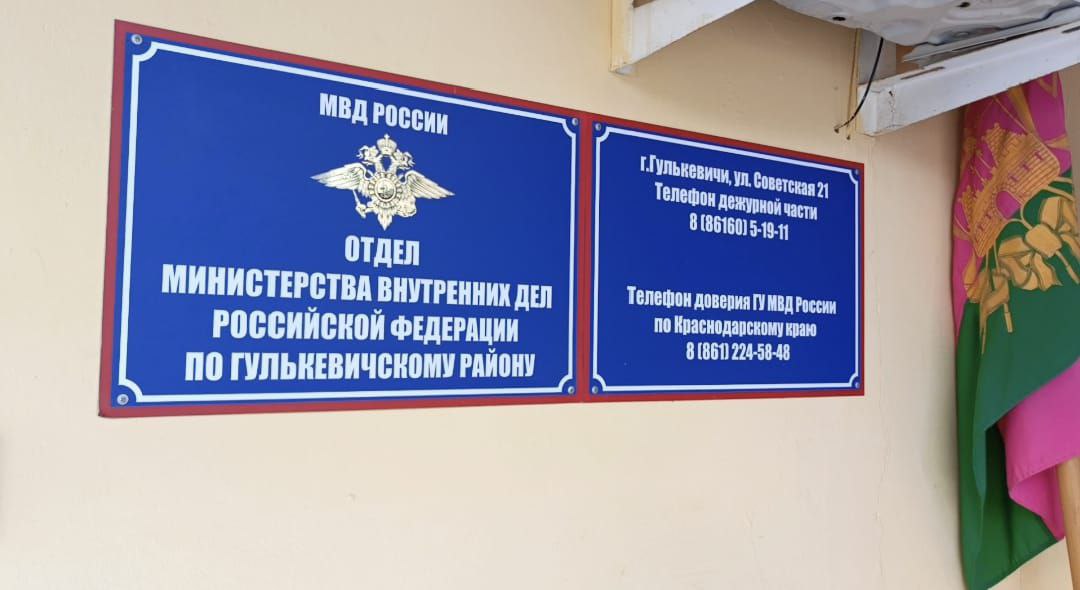 МВД РОССИИ
ОТДЕЛ
МИНИСТЕРСТВА ВНУТРЕННИХ ДЕЛ
РОССИЙСКОЙ ФЕДЕРАЦИИ
ПО ГУЛЬКЕВИЧСКОМУ РАЙОНУ
г.Гулькевичи, ул. Советская 21
Телефон дежурной части
8 (86160) 5-19-11
Телефон доверия ГУ МВД России
по Краснодарскому краю
8 (861) 224-58-48